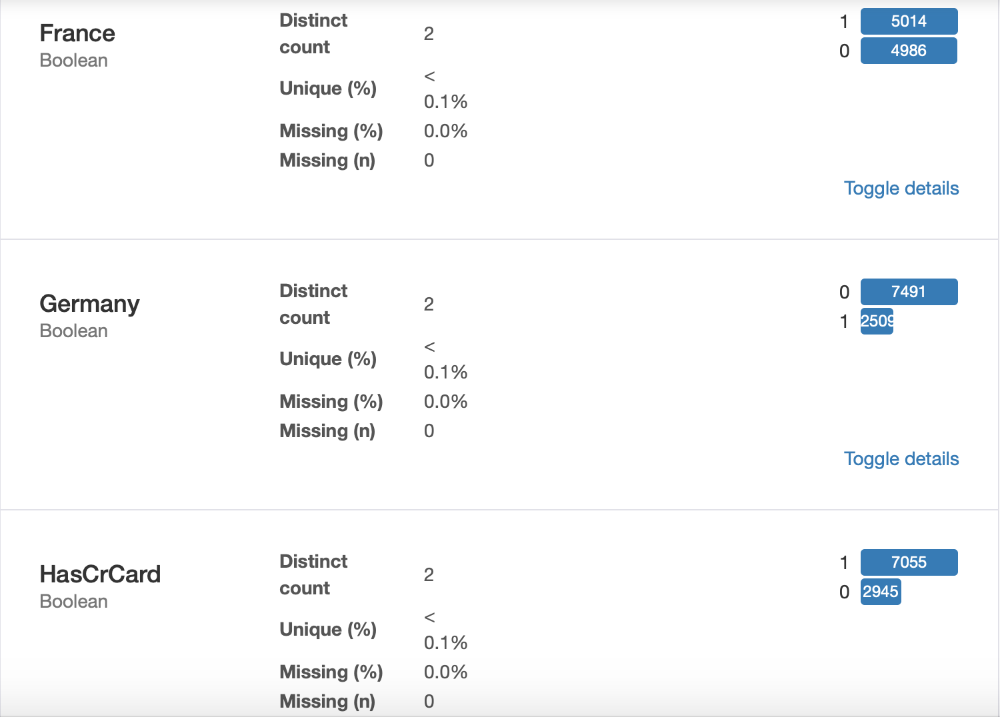 France
Boolean
Distinct
count
2
Unique (%)
<
0.1%
Missing (%)
0.0%
Missing (n)
0
1
5014
0
4986
Toggle details
Germany
Boolean
Distinct
count
2
Unique (%)
<
0.1%
Missing (%)
0.0%
Missing (n)
0
0
7491
1
2509
Toggle details
HasCrCard
Boolean
Distinct
count
2
Unique (%)
<
0.1%
Missing (%)
0.0%
Missing (n)
0
1
7055
0
2945